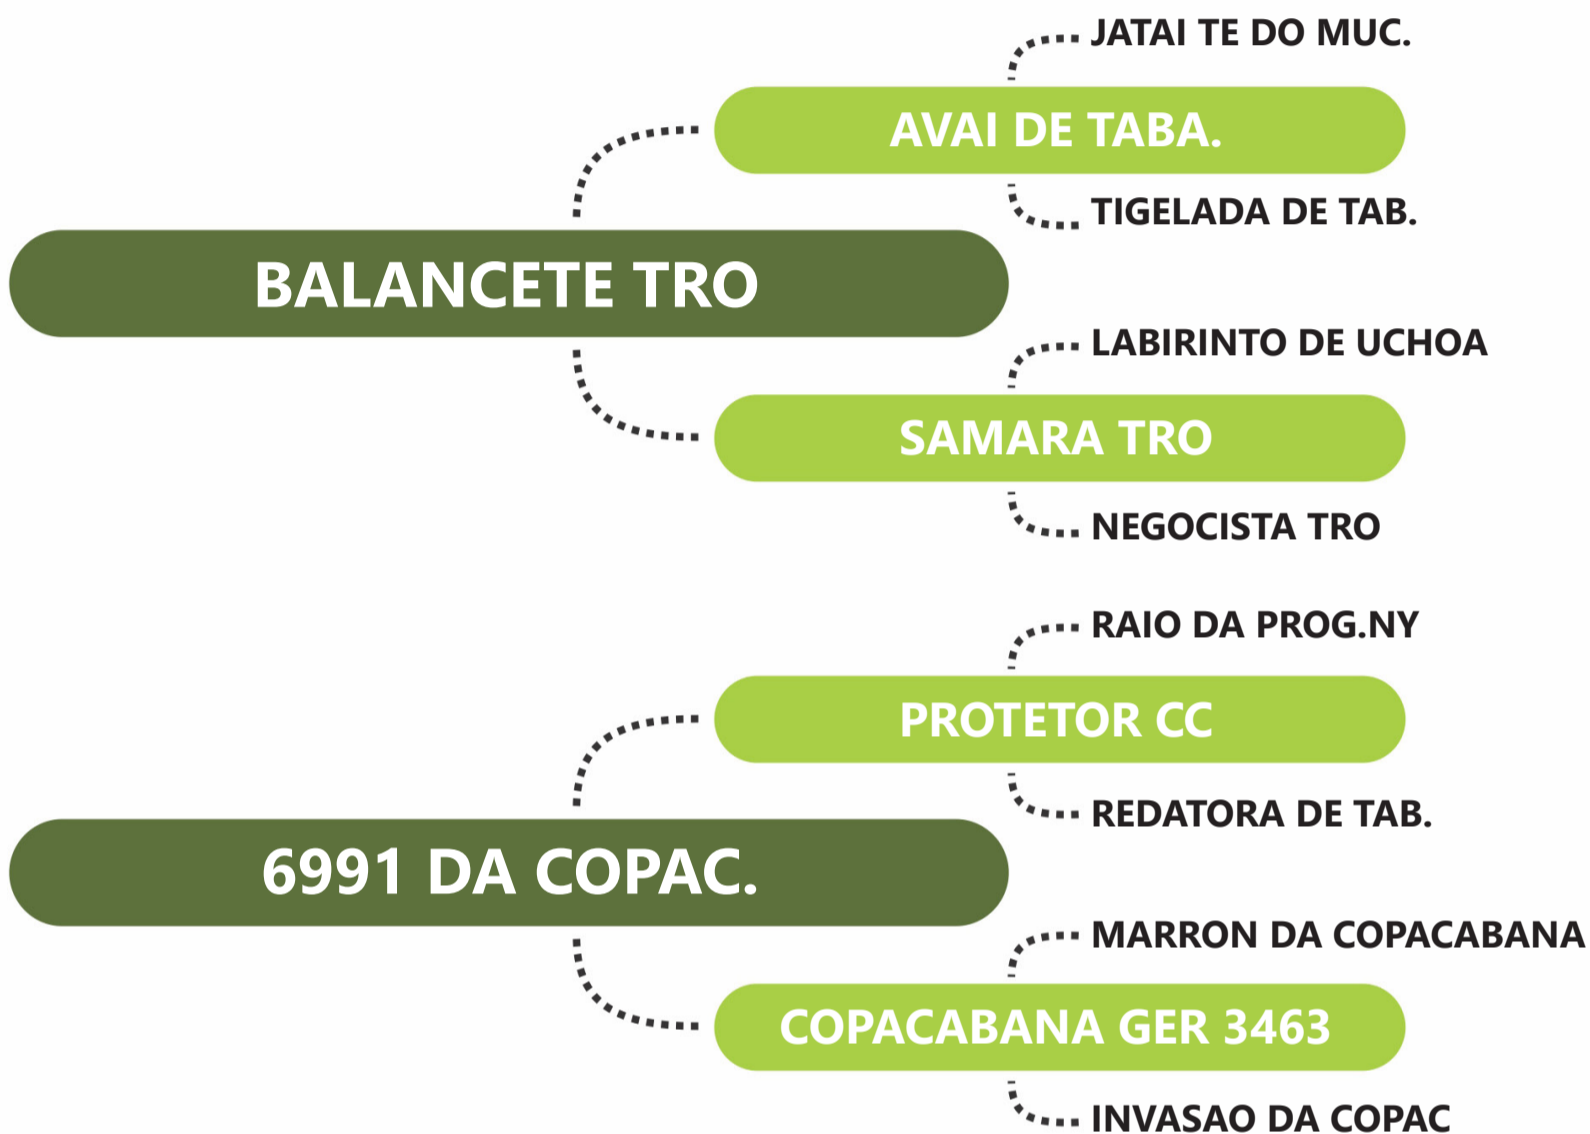 JATAI TE DO MUC.
AVAI DE TABA.
TIGELADA DE TAB.
BALANCETE TRO
LABIRINTO DE UCHOA
SAMARA TRO
NEGOCISTA TRO
RAIO DA PROG.NY
PROTETOR CC
REDATORA DE TAB.
6991 DA COPAC.
MARRON DA COPACABANA
COPACABANA GER 3463
INVASAO DA COPAC